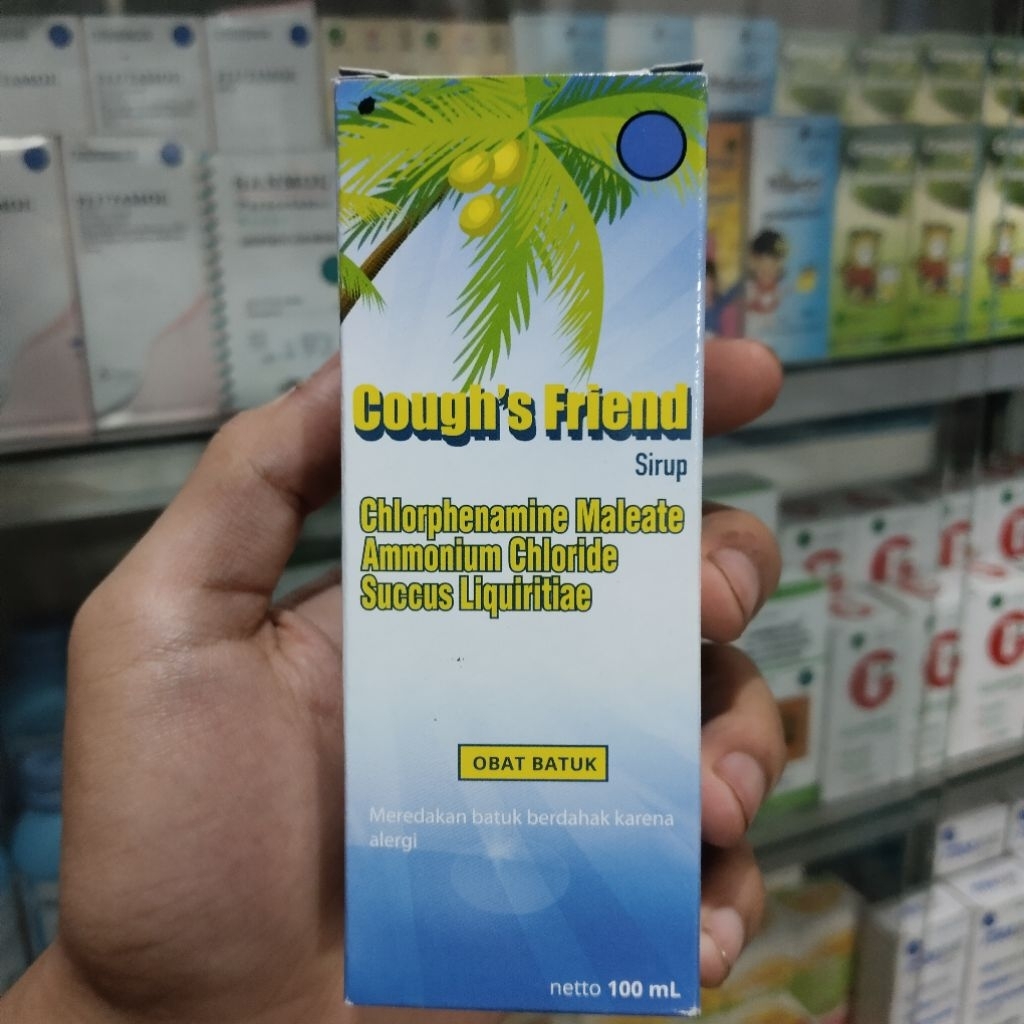 Cough's Friend
Sirup
Chlorphenamine Maleate
Ammonium Chloride
Succus Liquiritiae
OBAT BATUK
Meredakan batuk berdahak karena
alergi
netto 100 mL